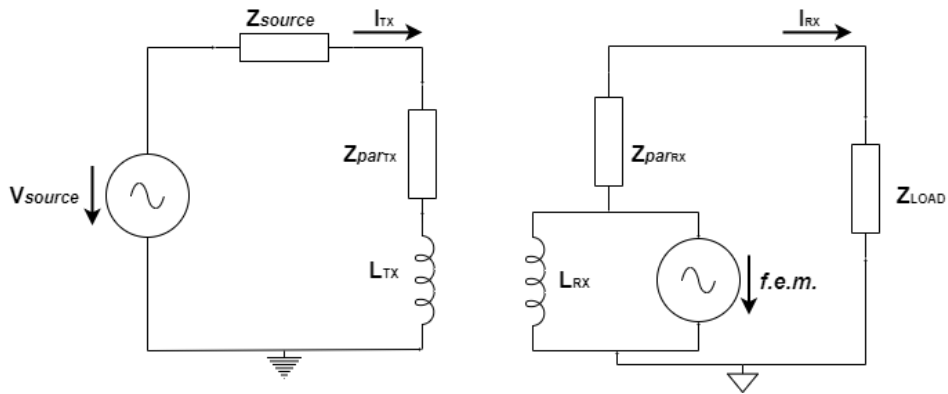 Zsource
ITX
IRX
ZparTX
ZparRX
Vsource
ZLOAD
LTX
LRX
f.e.m.